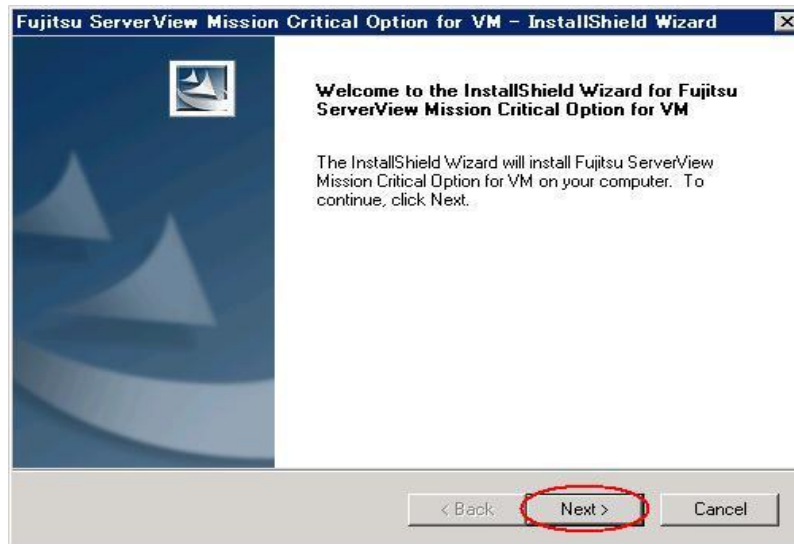 Fujitsu ServerView Mission Critical Option for VM - InstallShield Wizard
Welcome to the InstallShield Wizard for Fujitsu
ServerView Mission Critical Option for VM
The InstallShield Wizard will install Fujitsu ServerView
Mission Critical Option for VM on your computer. To
continue, click Next.
< Back Next > Cancel